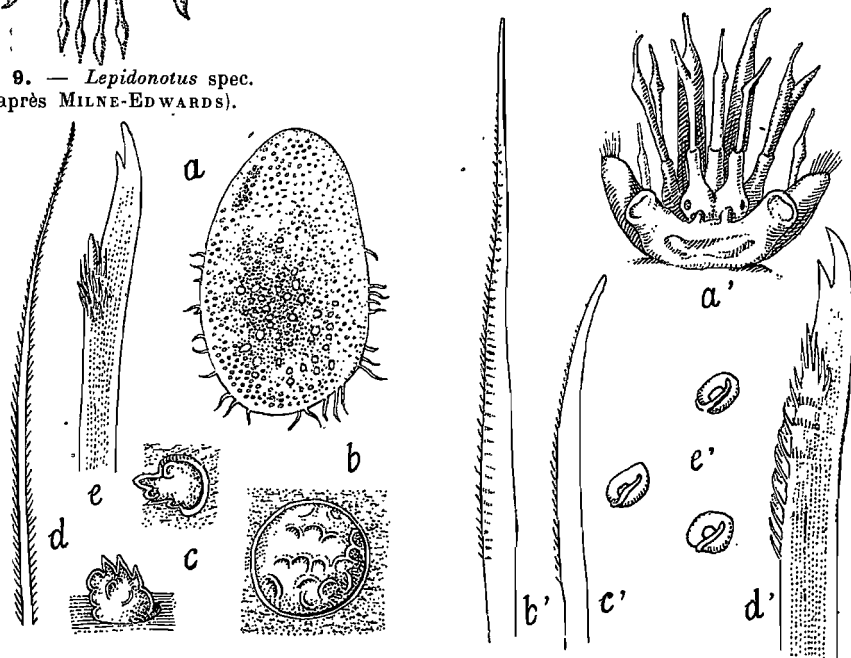 9. — Lepidonotus spec.
après MILNE-EDWARDS).
a
a'
e
b
e'
d
c
b'
c'
d'